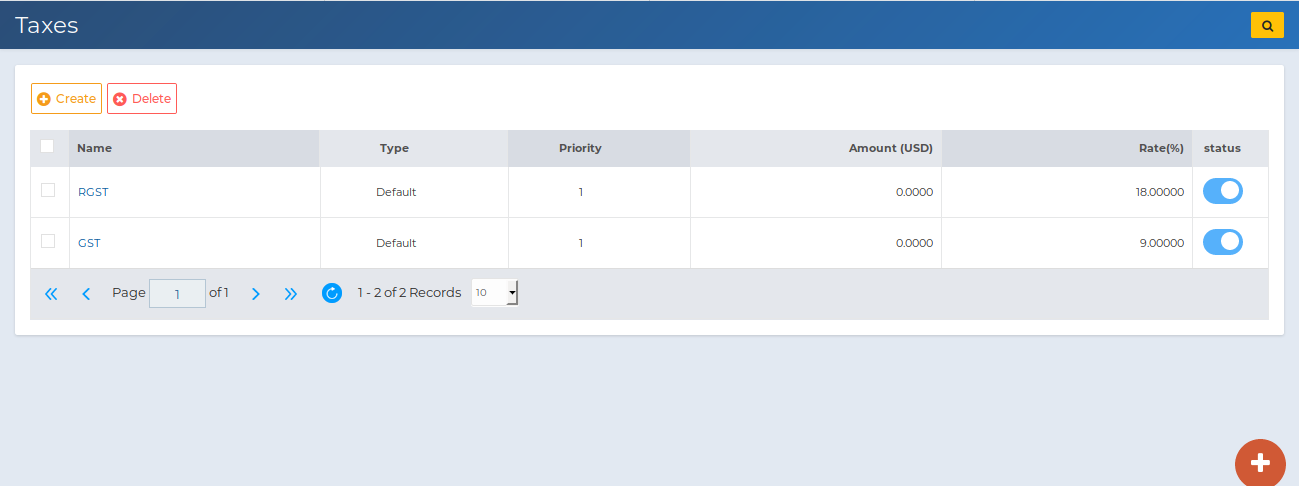 Taxes
Create Delete
Name Type Priority Amount (USD) Rate(%) status
RGST Default 1 0.0000 18.00000
GST Default 1 0.0000 9.00000
Page 1 of 1 1 - 2 of 2 Records 10